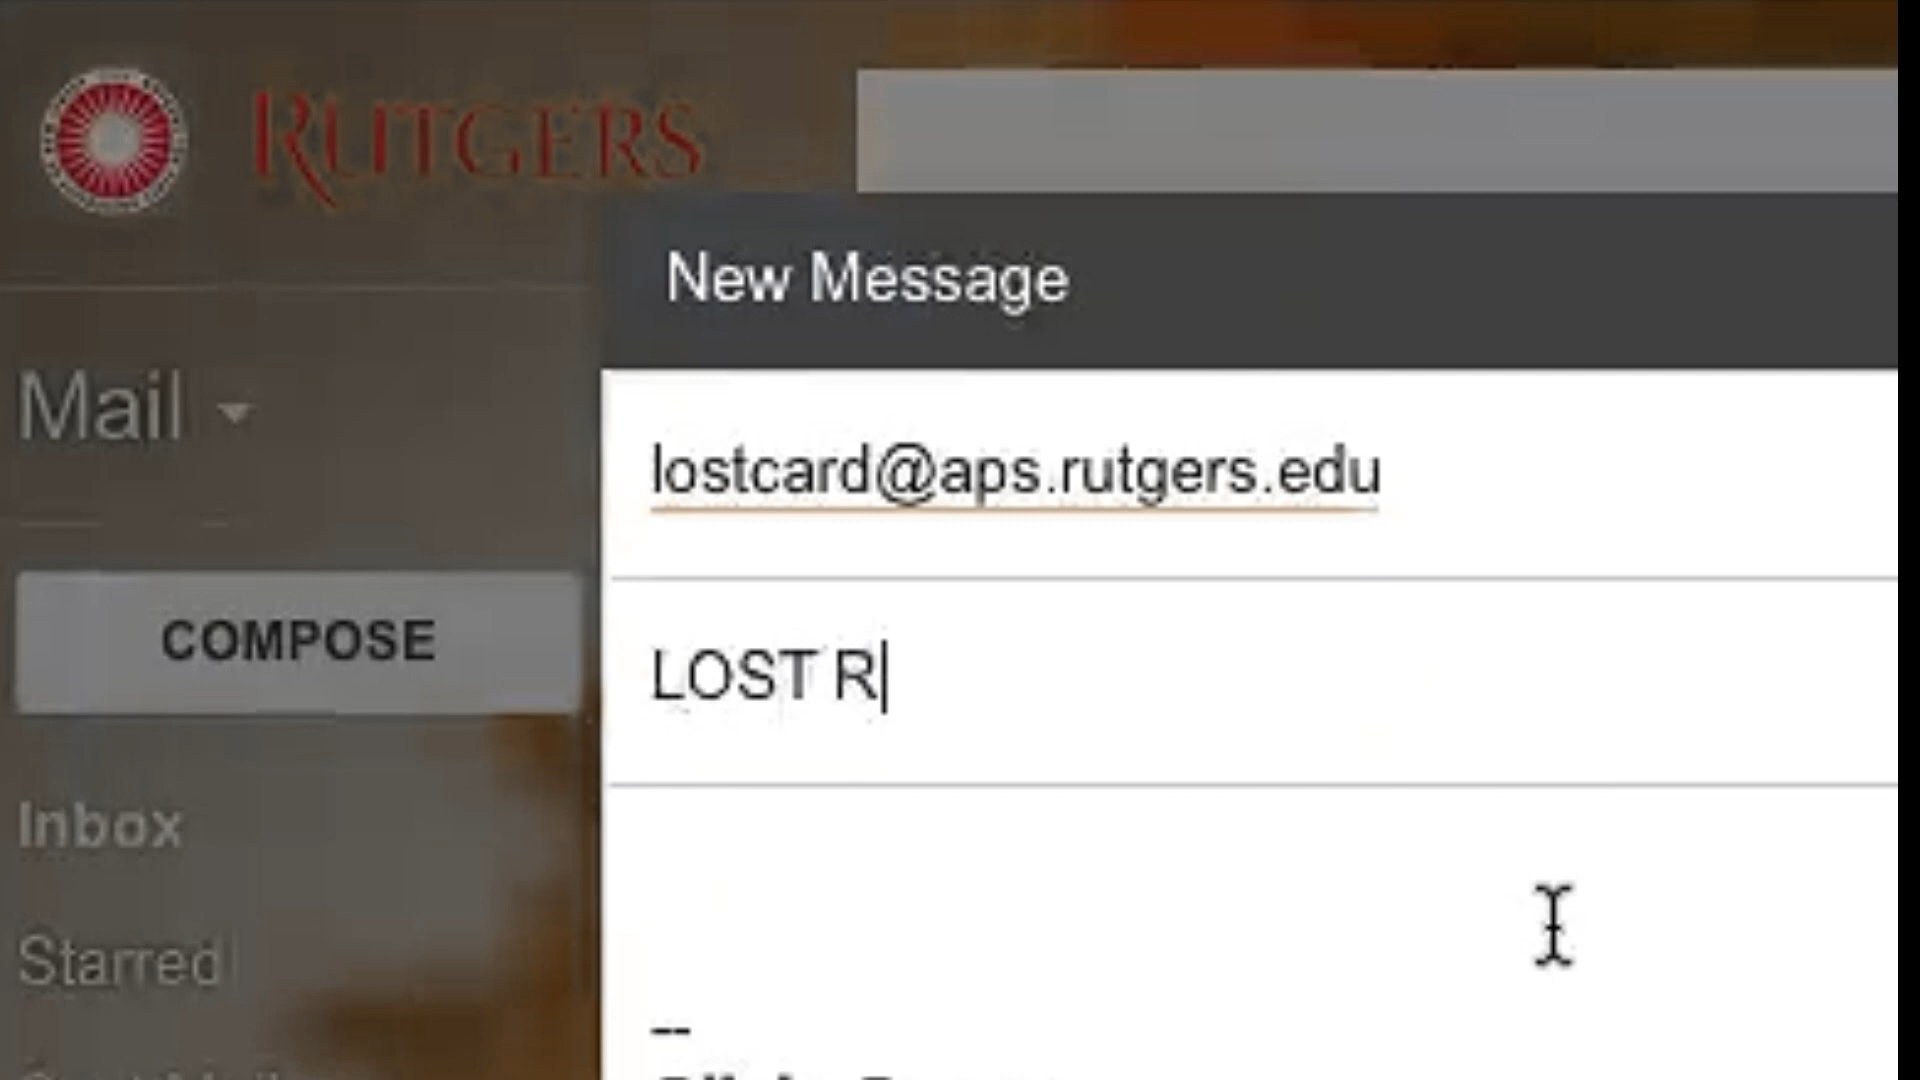 RUTGERS
New Message
Mail
lostcard@aps.rutgers.edu
COMPOSE
LOST R
Inbox
Starred
--